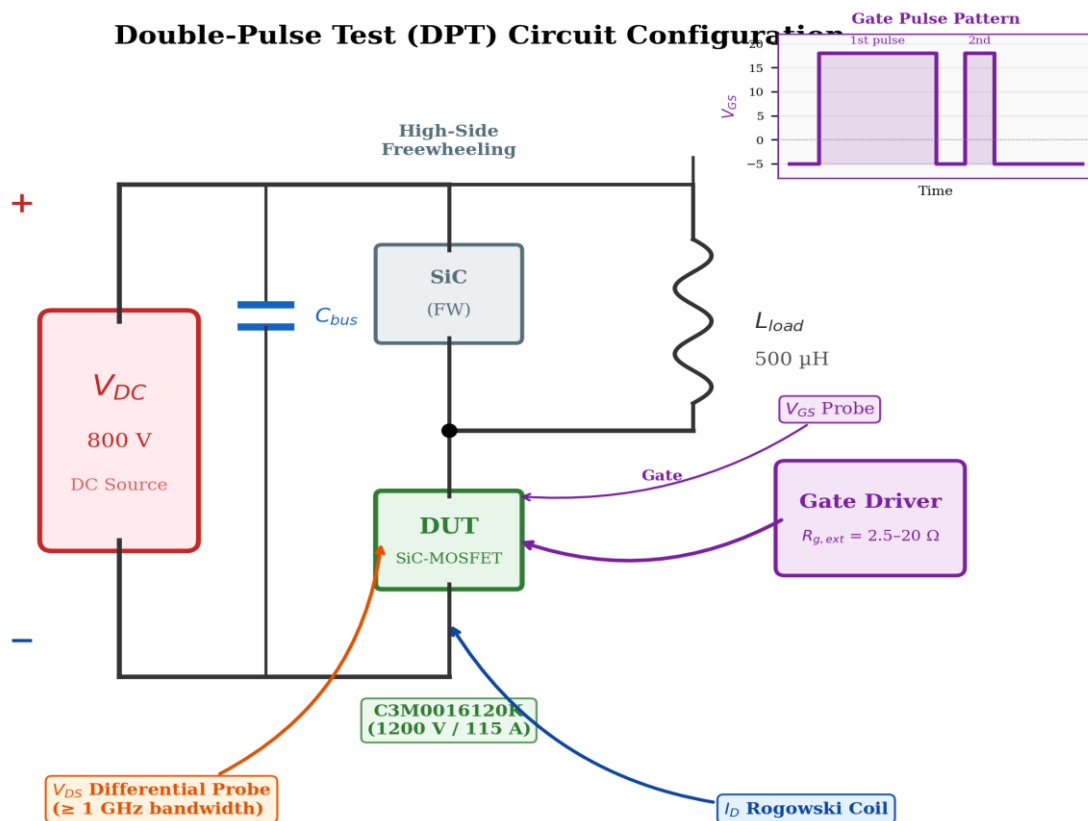 Double-Pulse Test (DPT) Circuit Configuration
Gate Pulse Pattern
1st pulse
2nd
20
15
10
5
0
−5
V_GS
Time
High-Side
Freewheeling
+
SiC
(FW)
C_bus
L_load
500 µH
V_DC
800 V
DC Source
V_GS Probe
Gate
DUT
SiC-MOSFET
Gate Driver
R_g,ext = 2.5–20 Ω
−
C3M0016120K
(1200 V / 115 A)
V_DS Differential Probe
(≥ 1 GHz bandwidth)
I_D Rogowski Coil